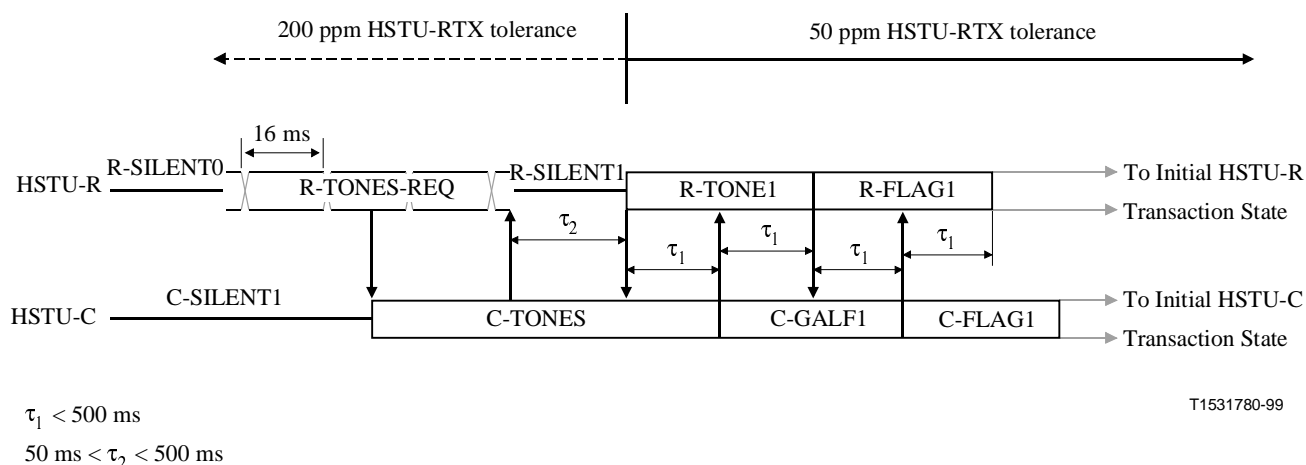 200 ppm HSTU-RTX tolerance
50 ppm HSTU-RTX tolerance
16 ms
R-SILENT0
R-SILENT1
To Initial HSTU-R
HSTU-R
R-TONES-REQ
R-TONE1
R-FLAG1
Transaction State
τ2
τ1
τ1
τ1
τ1
C-SILENT1
To Initial HSTU-C
HSTU-C
C-TONES
C-GALF1
C-FLAG1
Transaction State
T1531780-99
τ1 < 500 ms
50 ms < τ2 < 500 ms